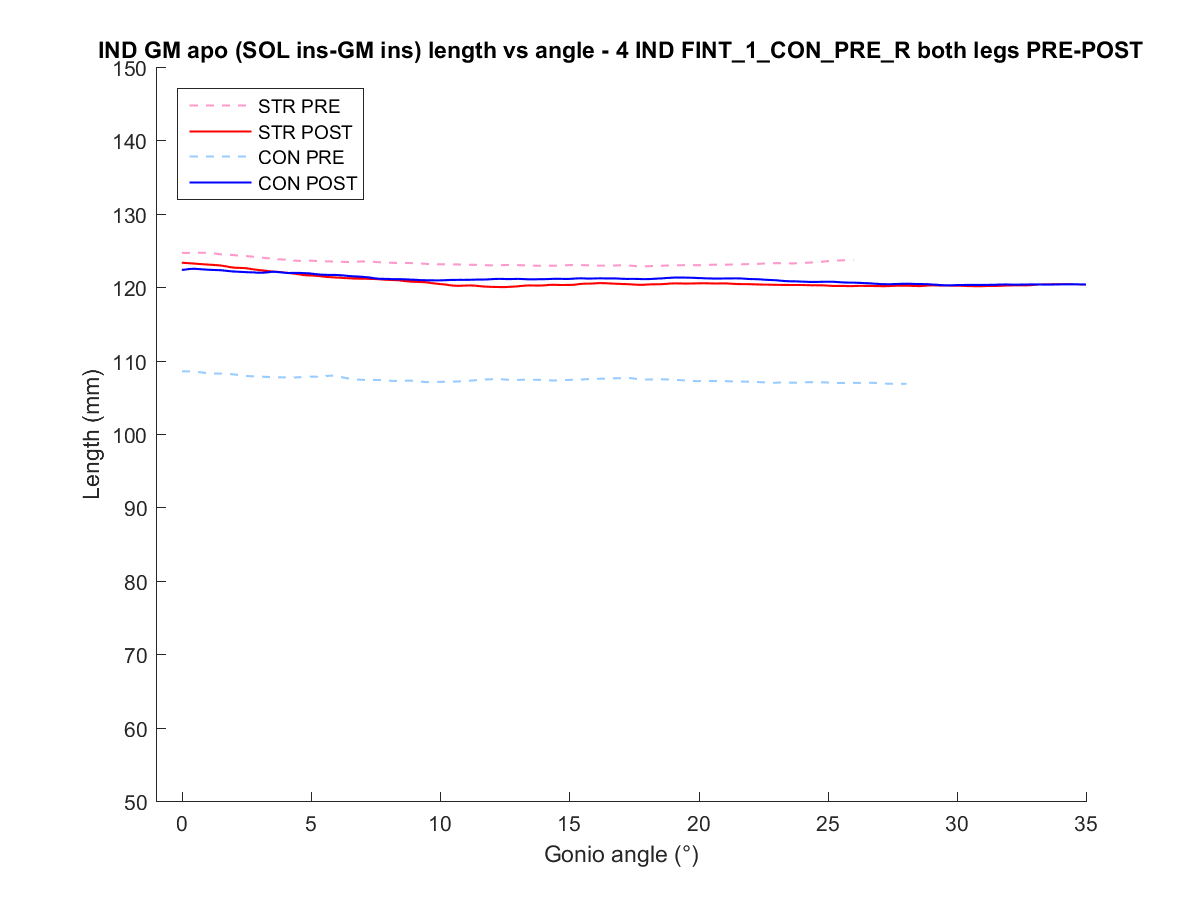 IND GM apo (SOL ins-GM ins) length vs angle - 4 IND FINT_1_CON_PRE_R both legs PRE-POST
STR PRE
STR POST
CON PRE
CON POST
150
140
130
120
110
100
90
80
70
60
50
Length (mm)
0 5 10 15 20 25 30 35
Gonio angle (°)